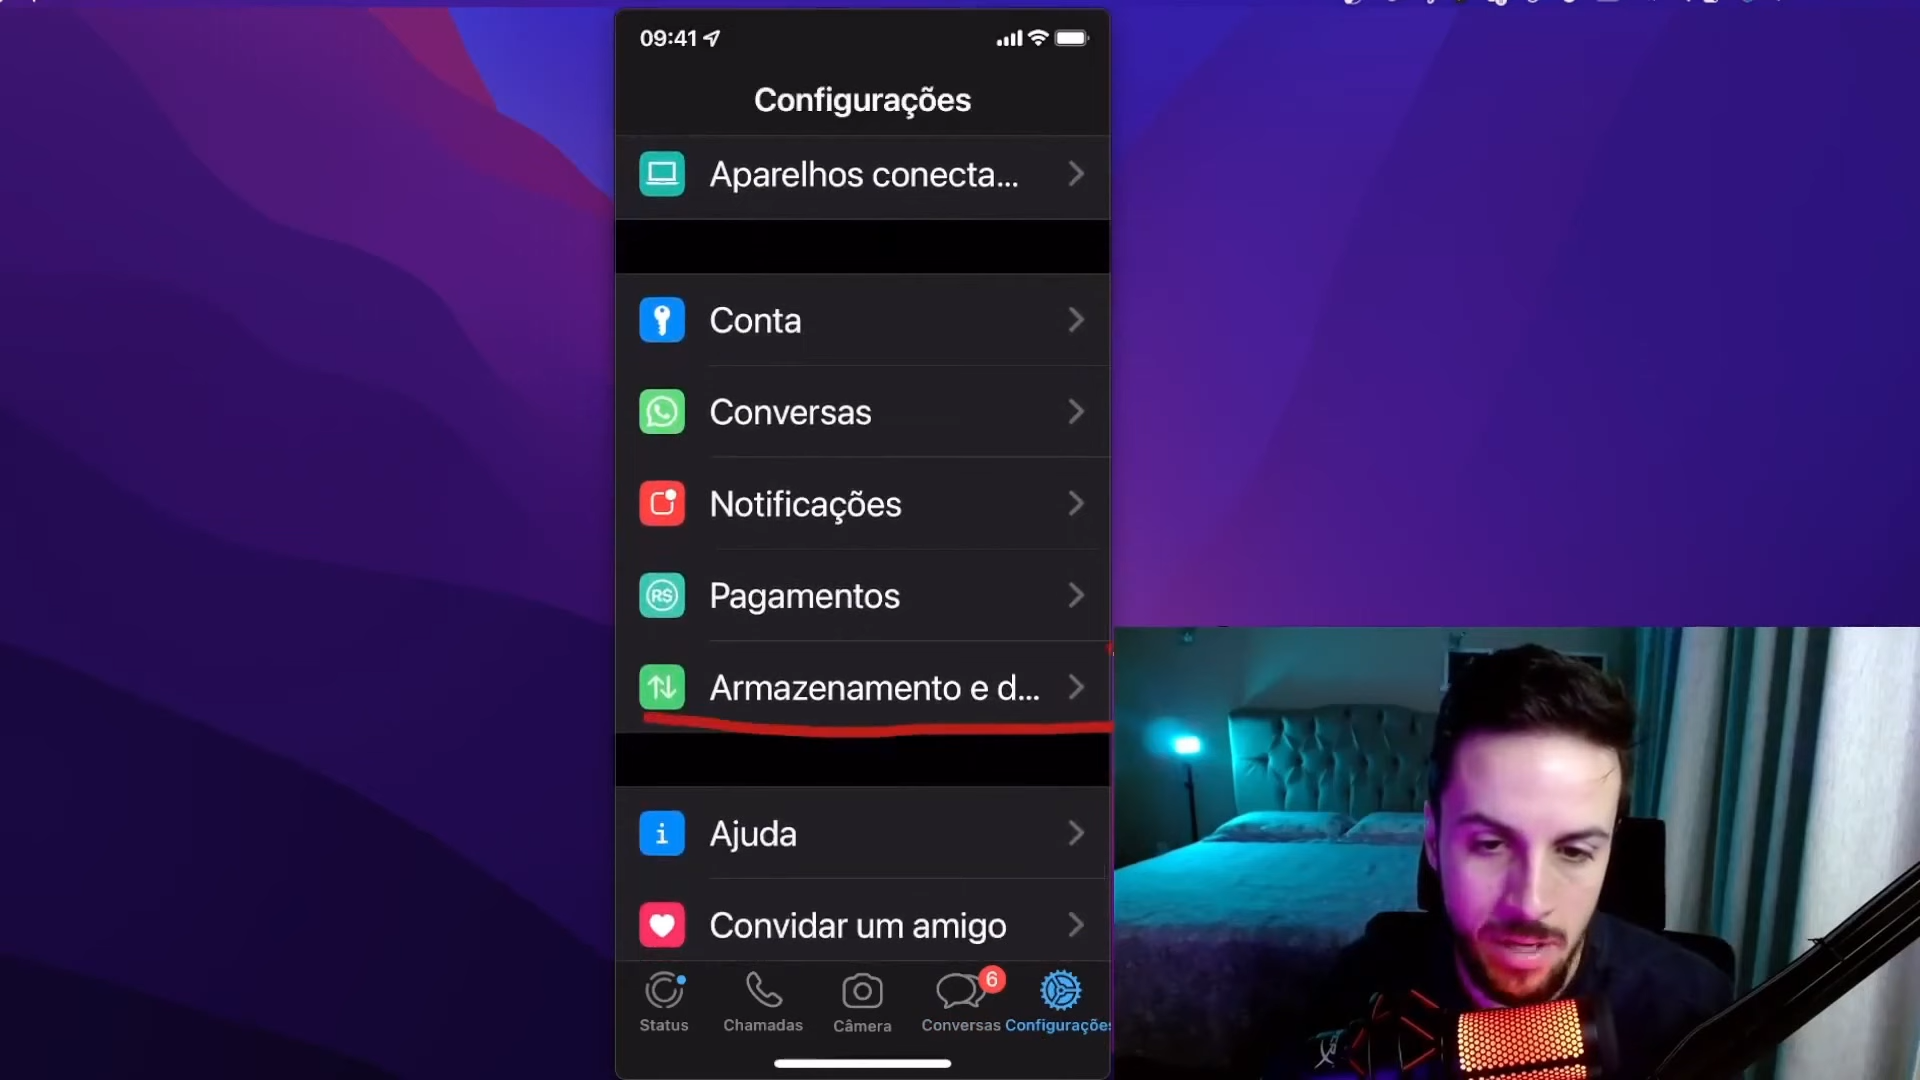 09:41
Configurações
Aparelhos conecta...
Conta
Conversas
Notificações
R$ Pagamentos
Armazenamento e d...
i Ajuda
Convidar um amigo
6
Status Chamadas Câmera Conversas Configurações